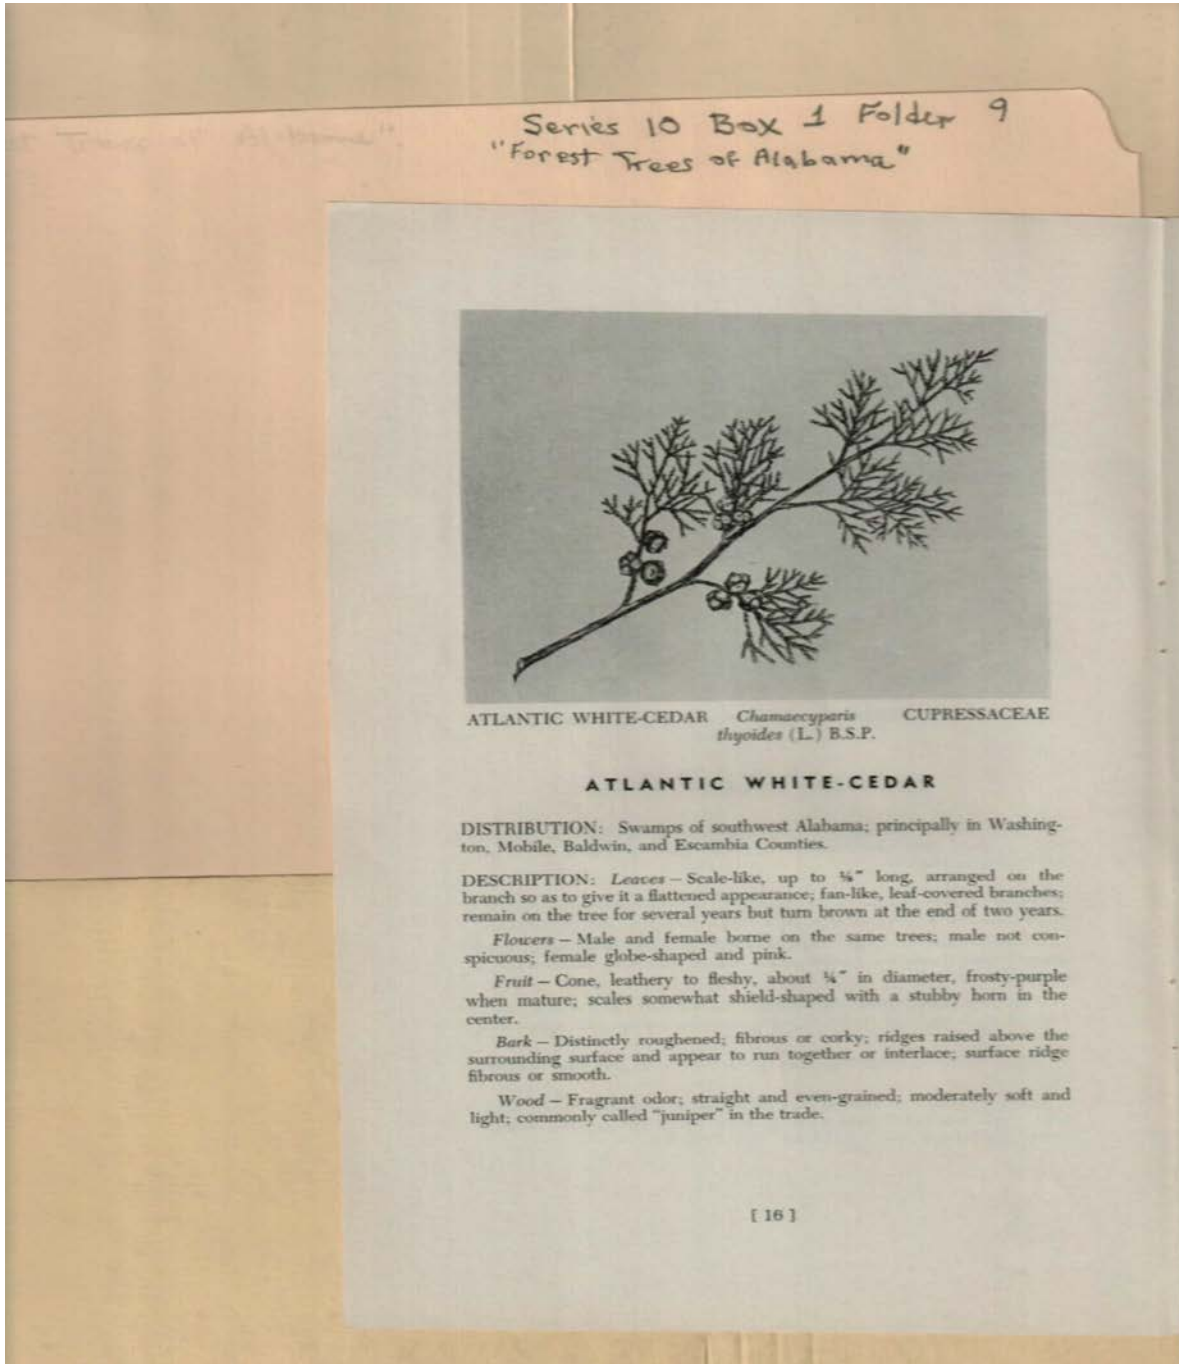 Series 10 Box 1 Folder 9
"Forest Trees of Alabama"
ATLANTIC WHITE-CEDAR Chamaecyparis CUPRESSACEAE
thyoides (L.) B.S.P.
ATLANTIC WHITE-CEDAR
DISTRIBUTION: Swamps of southwest Alabama; principally in Washing-
ton, Mobile, Baldwin, and Escambia Counties.
DESCRIPTION: Leaves — Scale-like, up to long, arranged on the
branch so as to give it a flattened appearance; fan-like, leaf-covered branches;
remain on the tree for several years but turn brown at the end of two years.
Flowers — Male and female borne on the same trees; male not con-
spicuous; female globe-shaped and pink.
Fruit — Cone, leathery to fleshy, about in diameter, frosty-purple
when mature; scales somewhat shield-shaped with a stubby horn in the
center.
Bark — Distinctly roughened; fibrous or corky; ridges raised above the
surrounding surface and appear to run together or interlace; surface ridge
fibrous or smooth.
Wood — Fragrant odor; straight and even-grained; moderately soft and
light; commonly called "juniper" in the trade.
[ 16 ]